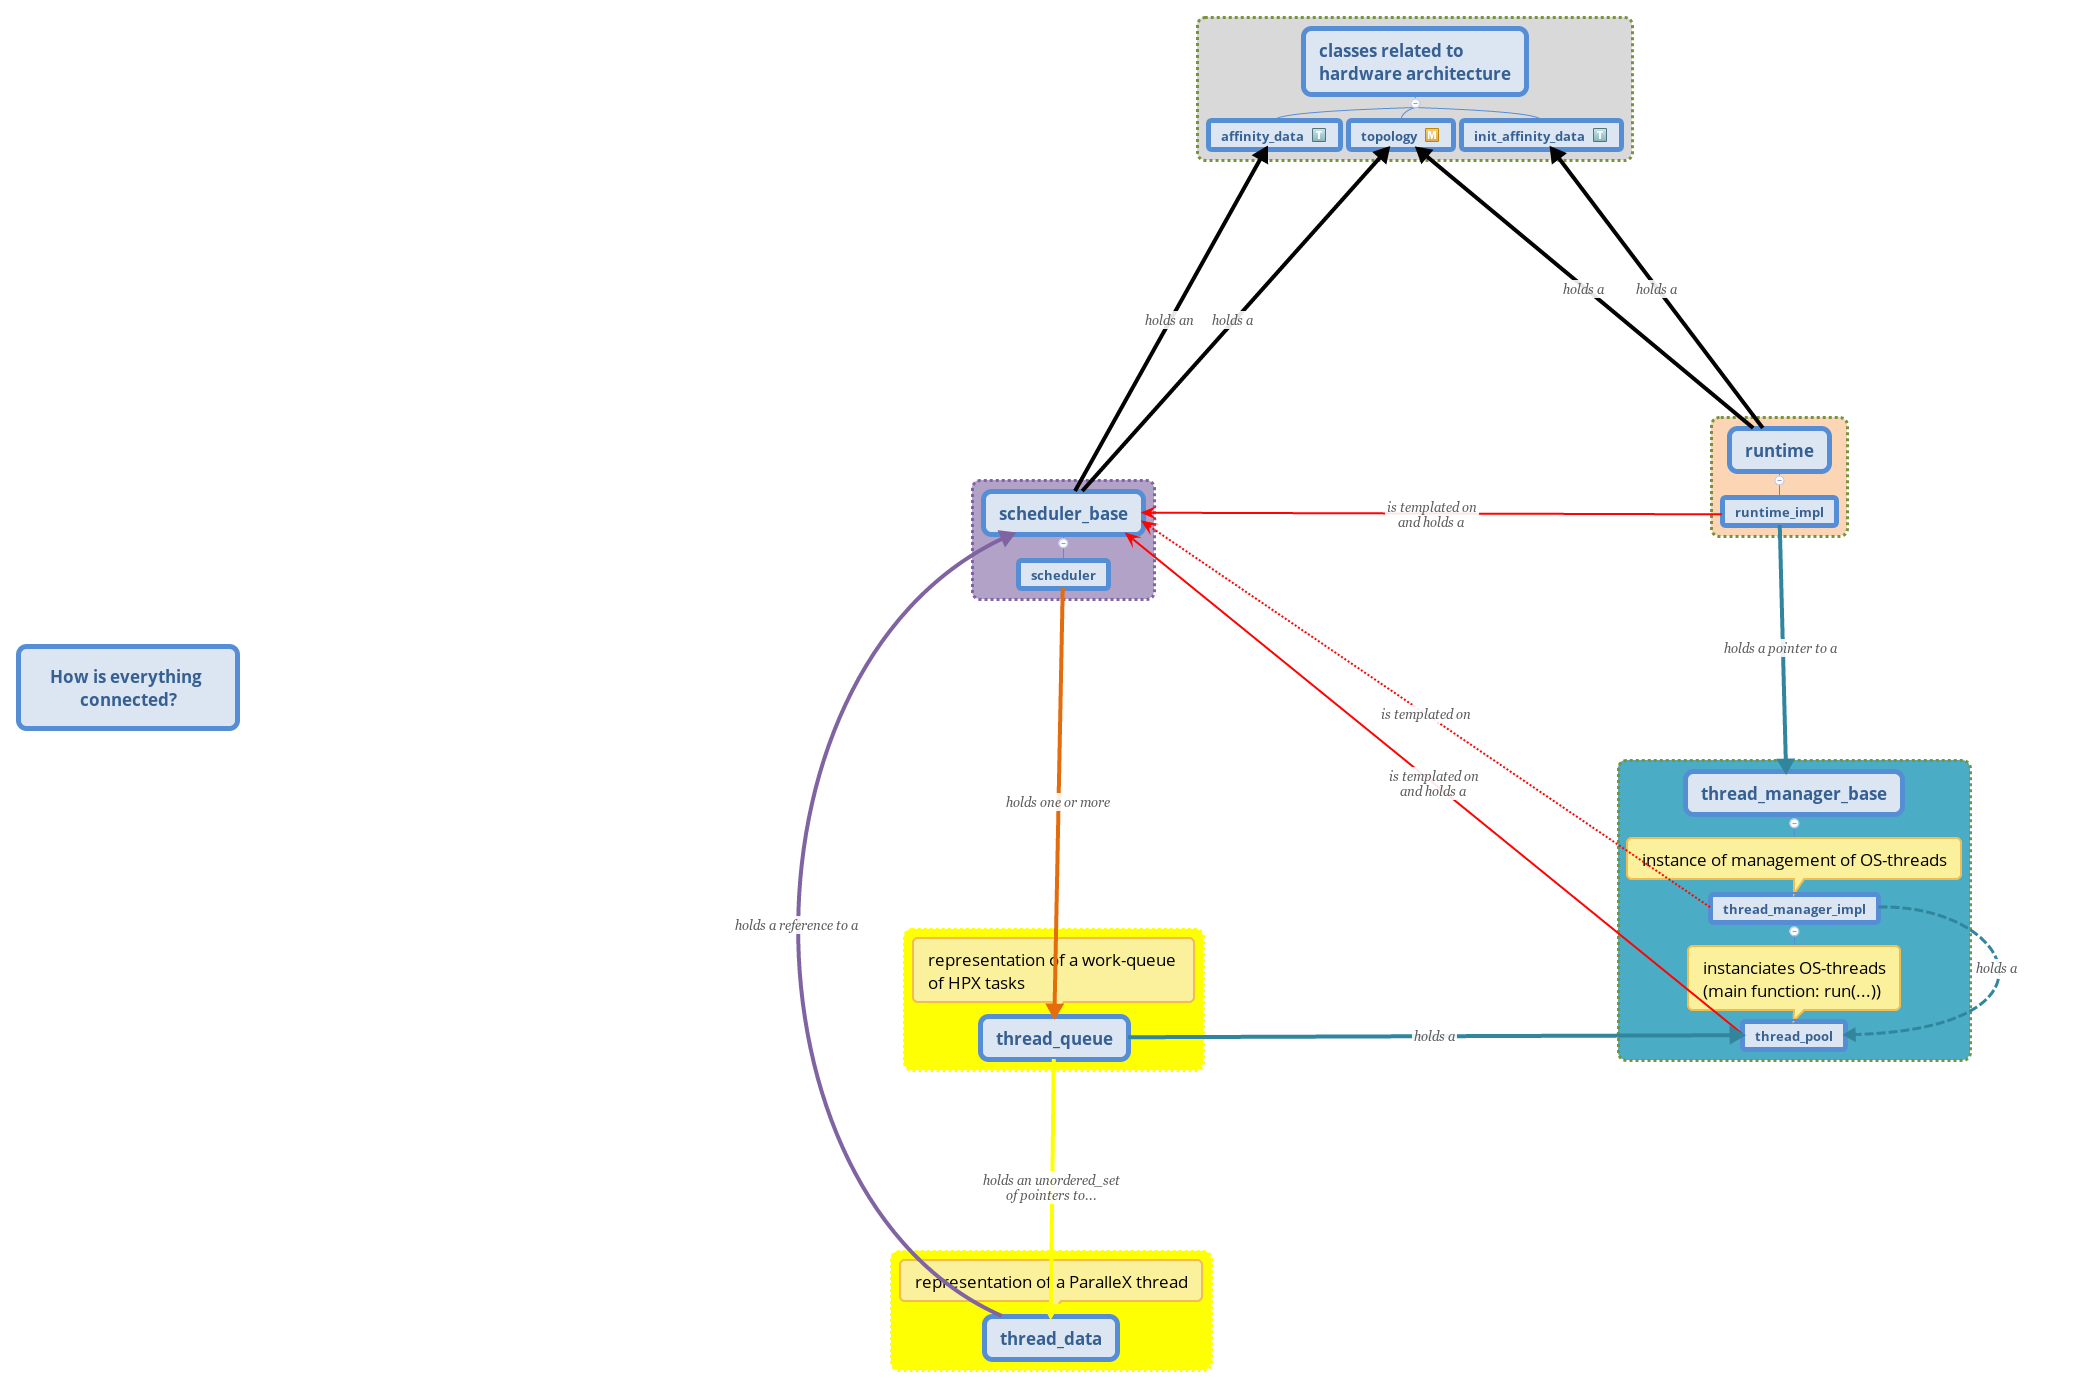 classes related to
hardware architecture
affinity_data T
topology M
init_affinity_data T
holds a
holds a
holds an
holds a
runtime
runtime_impl
is templated on
and holds a
scheduler_base
scheduler
holds a pointer to a
How is everything
connected?
is templated on
is templated on
and holds a
thread_manager_base
instance of management of OS-threads
thread_manager_impl
holds one or more
holds a reference to a
representation of a work-queue
of HPX tasks
instanciates OS-threads
(main function: run(...))
holds a
thread_queue
holds a
thread_pool
holds an unordered_set
of pointers to...
representation of a ParalleX thread
thread_data